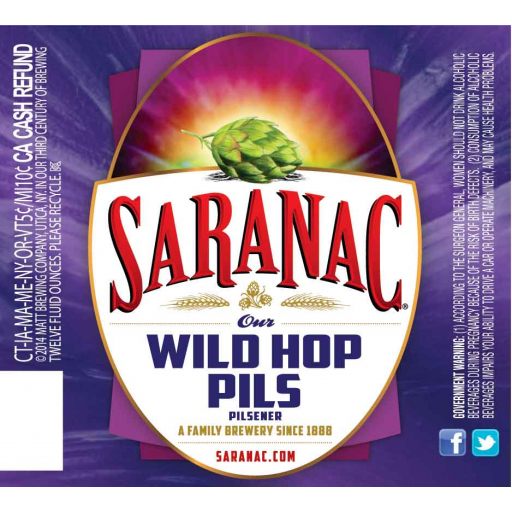 CT-IA-MA-ME-NY-OR-VT5¢/MI10¢ CA CASH REFUND
©2014 MATT BREWING COMPANY, UTICA, NY. IN OUR THIRD CENTURY OF BREWING
TWELVE FLUID OUNCES. PLEASE RECYCLE.
SARANAC®
Our
WILD HOP
PILS
PILSENER
A FAMILY BREWERY SINCE 1888
SARANAC.COM
GOVERNMENT WARNING: (1) ACCORDING TO THE SURGEON GENERAL, WOMEN SHOULD NOT DRINK ALCOHOLIC
BEVERAGES DURING PREGNANCY BECAUSE OF THE RISK OF BIRTH DEFECTS. (2) CONSUMPTION OF ALCOHOLIC
BEVERAGES IMPAIRS YOUR ABILITY TO DRIVE A CAR OR OPERATE MACHINERY, AND MAY CAUSE HEALTH PROBLEMS.
f